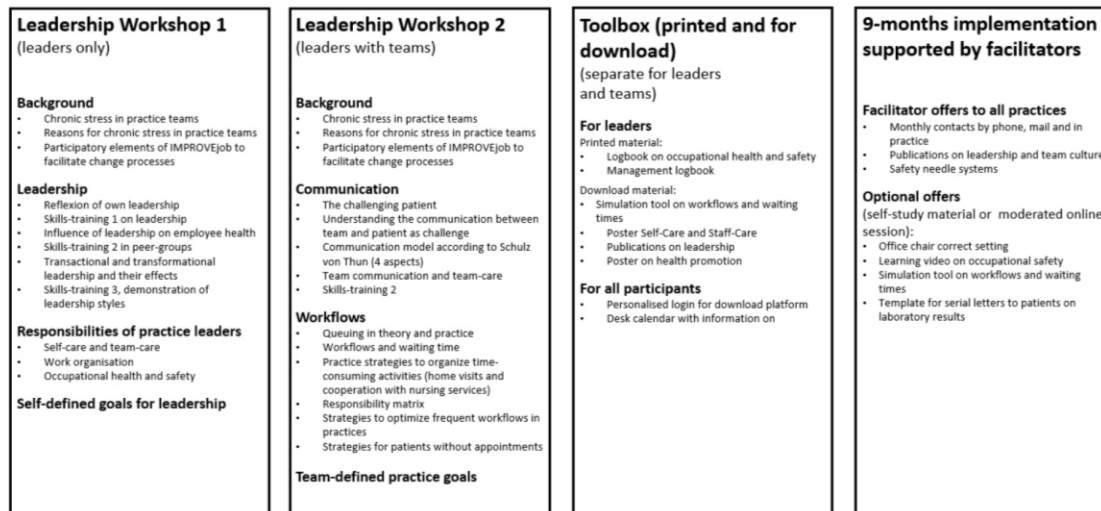 Leadership Workshop 1
(leaders only)
Background
• Chronic stress in practice teams
• Reasons for chronic stress in practice teams
• Participatory elements of IMPROVEjob to
facilitate change processes
Leadership
• Reflexion of own leadership
• Skills-training 1 on leadership
• Influence of leadership on employee health
• Skills-training 2 in peer-groups
• Transactional and transformational
leadership and their effects
• Skills-training 3, demonstration of
leadership styles
Responsibilities of practice leaders
• Self-care and team-care
• Work organisation
• Occupational health and safety
Self-defined goals for leadership
Leadership Workshop 2
(leaders with teams)
Background
• Chronic stress in practice teams
• Reasons for chronic stress in practice teams
• Participatory elements of IMPROVEjob to
facilitate change processes
Communication
• The challenging patient
• Understanding the communication between
team and patient as challenge
• Communication model according to Schulz
von Thun (4 aspects)
• Team communication and team-care
• Skills-training 2
Workflows
• Queuing in theory and practice
• Workflows and waiting time
• Practice strategies to organize time-
consuming activities (home visits and
cooperation with nursing services)
• Responsibility matrix
• Strategies to optimize frequent workflows in
practices
• Strategies for patients without appointments
Team-defined practice goals
Toolbox (printed and for
download)
(separate for leaders
and teams)
For leaders
Printed material:
• Logbook on occupational health and safety
• Management logbook
Download material:
• Simulation tool on workflows and waiting
times
• Poster Self-Care and Staff-Care
• Publications on leadership
• Poster on health promotion
For all participants
• Personalised login for download platform
• Desk calendar with information on
9-months implementation
supported by facilitators
Facilitator offers to all practices
• Monthly contacts by phone, mail and in
practice
• Publications on leadership and team culture
• Safety needle systems
Optional offers
(self-study material or moderated online
session):
• Office chair correct setting
• Learning video on occupational safety
• Simulation tool on workflows and waiting
times
• Template for serial letters to patients on
laboratory results